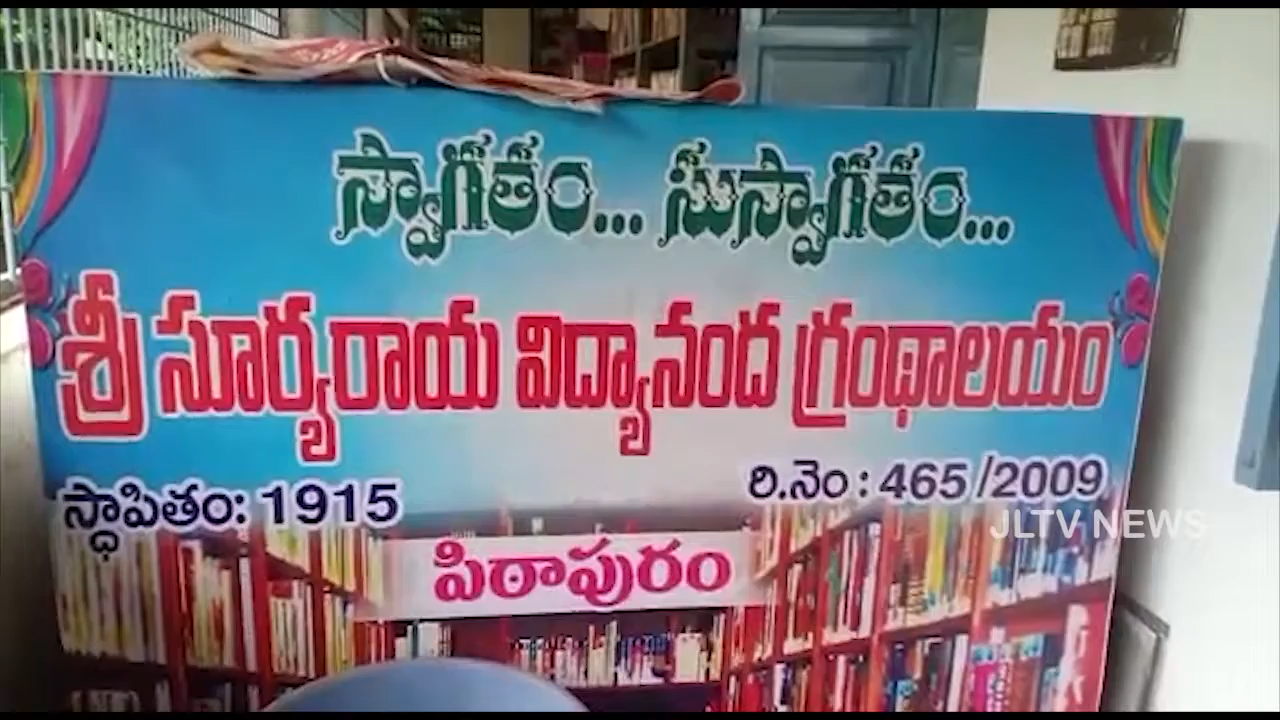 స్వాగతం... సుస్వాగతం...
శ్రీ సూర్యరాయ విద్యానంద గ్రంథాలయం
స్థాపితం: 1915 రి.నెం : 465 /2009
పిఠాపురం
JLTV NEWS